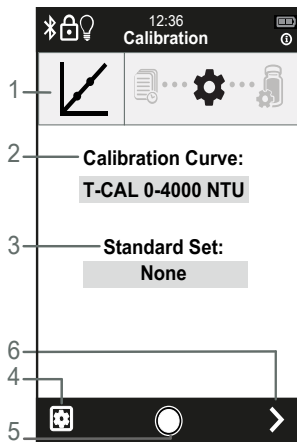 12:36
Calibration
1
2
Calibration Curve:
T-CAL 0-4000 NTU
3
Standard Set:
None
6
4
5